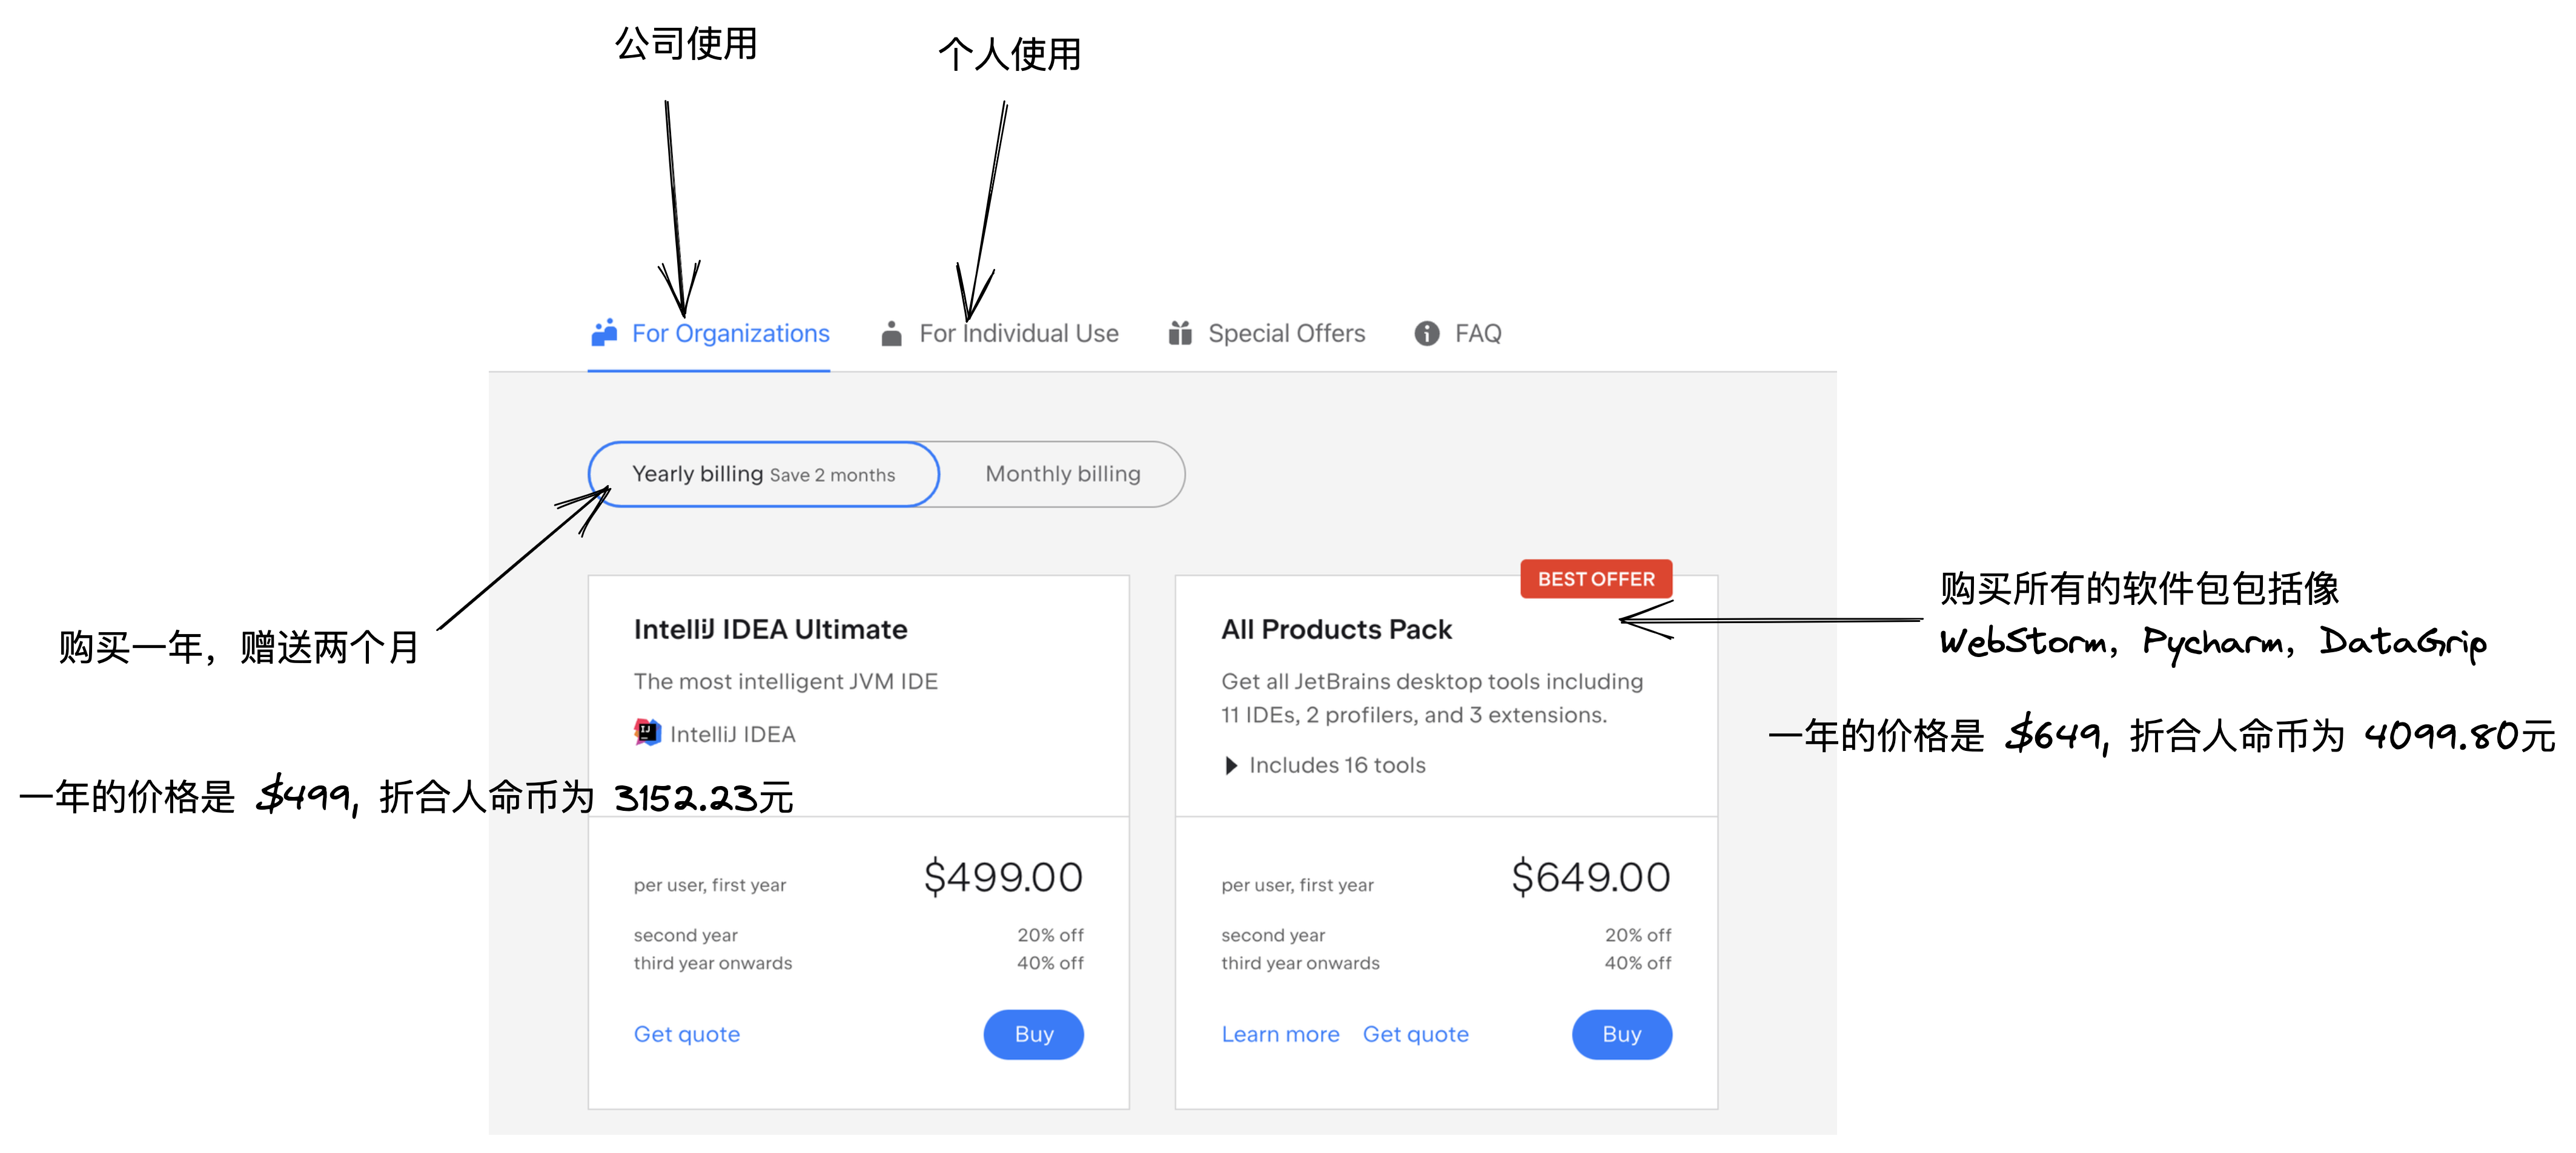 公司使用
个人使用
For Organizations
For Individual Use
Special Offers
FAQ
Yearly billing Save 2 months
Monthly billing
购买一年，赠送两个月
BEST OFFER
购买所有的软件包包括像
WebStorm, Pycharm, DataGrip
IntelliJ IDEA Ultimate
The most intelligent JVM IDE
IntelliJ IDEA
一年的价格是 $499, 折合人命币为 3152.23元
All Products Pack
Get all JetBrains desktop tools including
11 IDEs, 2 profilers, and 3 extensions.
Includes 16 tools
一年的价格是 $649, 折合人命币为 4099.80元
per user, first year
$499.00
second year
20% off
third year onwards
40% off
Get quote
Buy
per user, first year
$649.00
second year
20% off
third year onwards
40% off
Learn more
Get quote
Buy